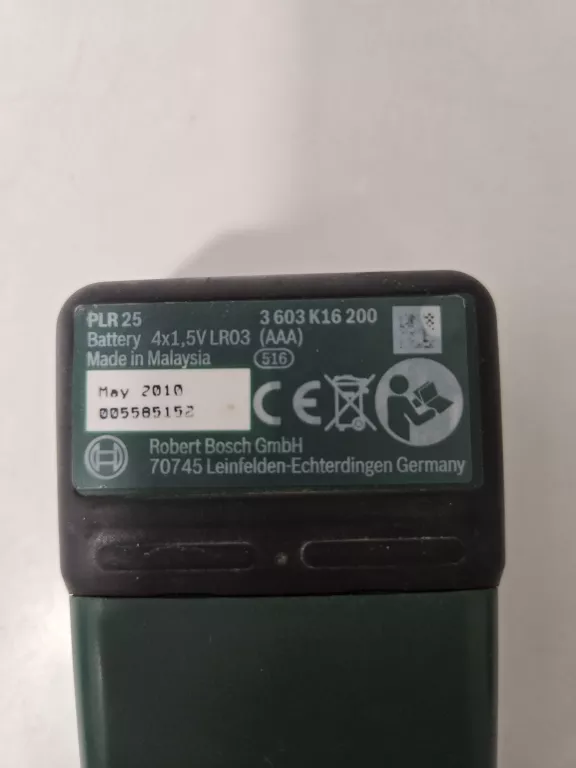 PLR 25 3 603 K16 200
Battery 4x1,5V LR03 (AAA)
Made in Malaysia 516
May 2010
005585152
CE
Robert Bosch GmbH
70745 Leinfelden-Echterdingen Germany